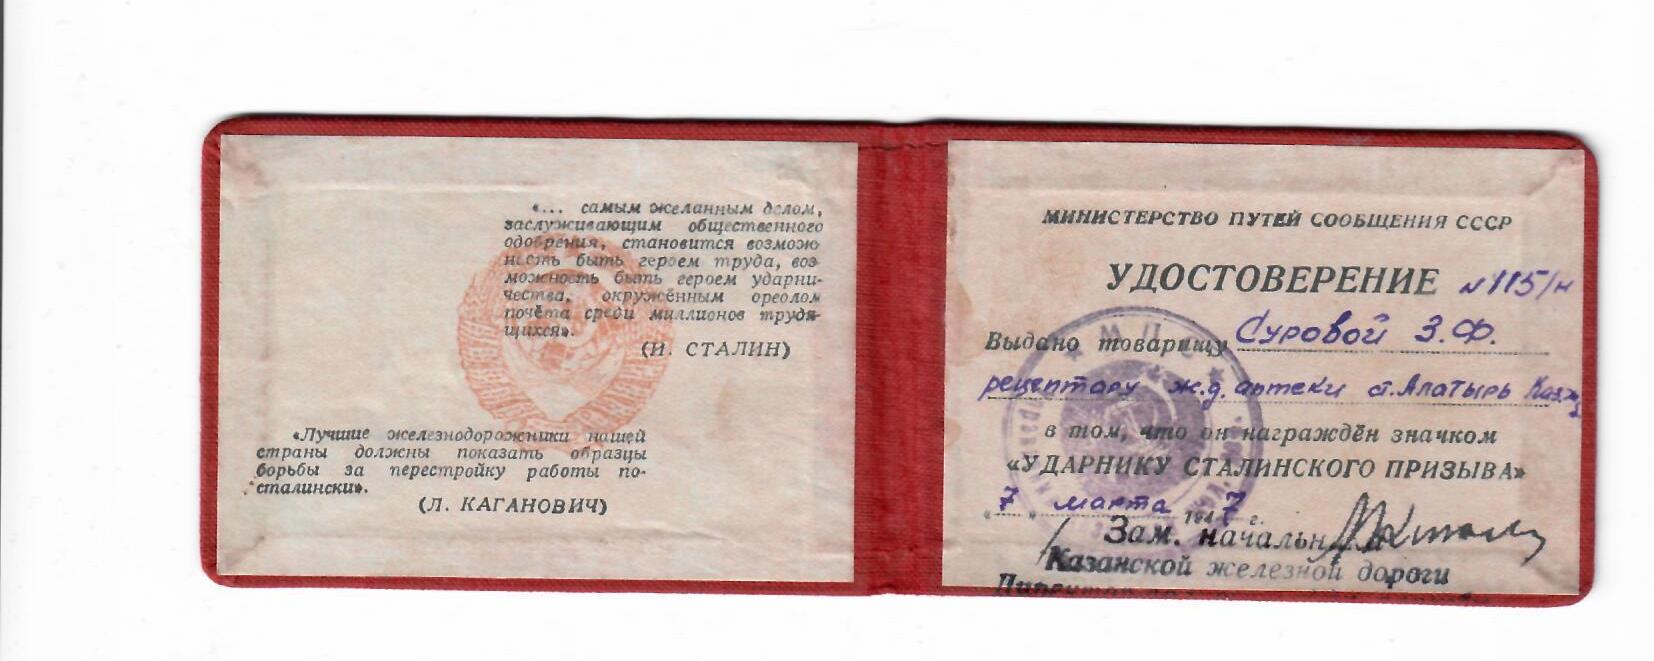 «... самым желанным делом,
заслуживающим общественного
одобрения, становится возмож-
ность быть героем труда, воз-
можность быть героем ударни-
чества, окружённым ореолом
почёта среди миллионов трудя-
щихся».
(И. СТАЛИН)
«Лучшие железнодорожники нашей
страны должны показать образцы
борьбы за перестройку работы по-
сталински».
(Л. КАГАНОВИЧ)
МИНИСТЕРСТВО ПУТЕЙ СООБЩЕНИЯ СССР
УДОСТОВЕРЕНИЕ №115/н
Выдано товарищу Суровой З.Ф.
рецептару ж.д. аптеки ст. Алатырь Каз.ж
в том, что он награждён значком
«УДАРНИКУ СТАЛИНСКОГО ПРИЗЫВА»
«7» марта 1947 г.
Зам. начальника
Казанской железной дороги